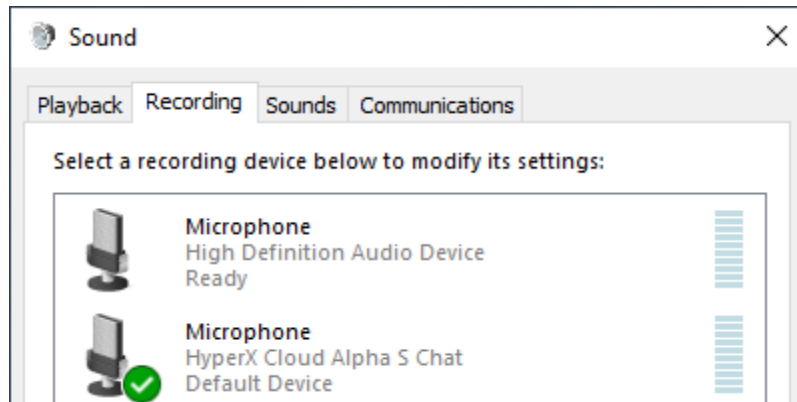 Sound
Playback Recording Sounds Communications
Select a recording device below to modify its settings:
Microphone
High Definition Audio Device
Ready
Microphone
HyperX Cloud Alpha S Chat
Default Device